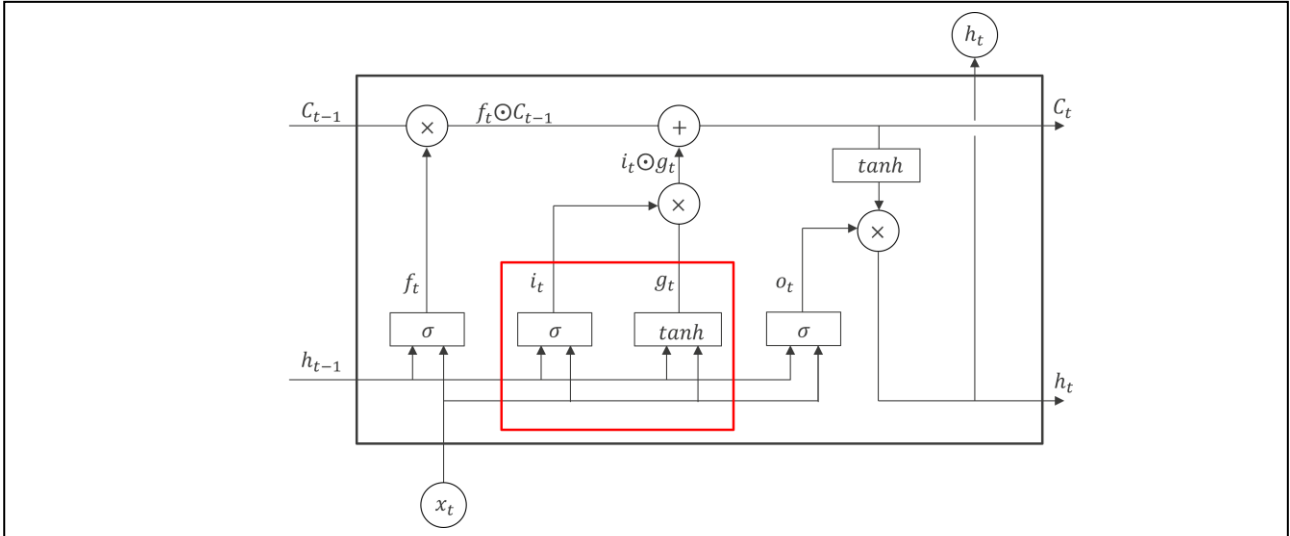 h_t
C_{t-1}
×
f_t⊙C_{t-1}
+
C_t
i_t⊙g_t
tanh
×
×
f_t
i_t
g_t
o_t
σ
σ
tanh
σ
h_{t-1}
h_t
x_t